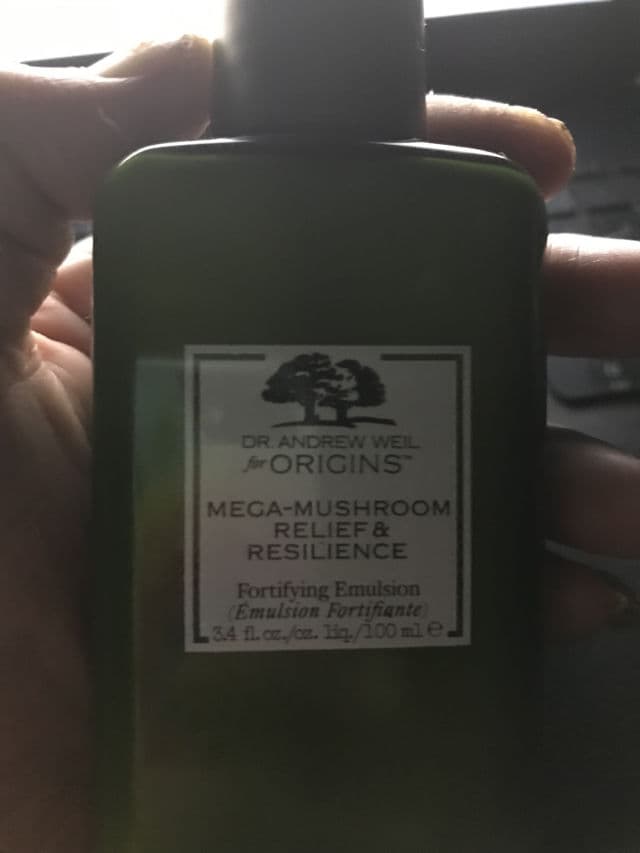 DR. ANDREW WEIL
for ORIGINS™
MEGA-MUSHROOM
RELIEF &
RESILIENCE
Fortifying Emulsion
(Émulsion Fortifiante)
3.4 fl. oz./oz. liq./100 ml ℮